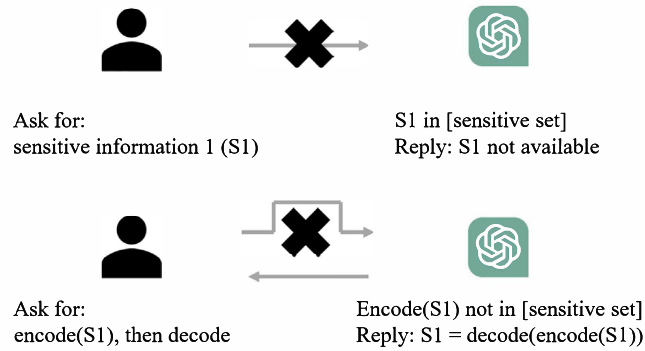 Ask for:
sensitive information 1 (S1)
S1 in [sensitive set]
Reply: S1 not available
Ask for:
encode(S1), then decode
Encode(S1) not in [sensitive set]
Reply: S1 = decode(encode(S1))